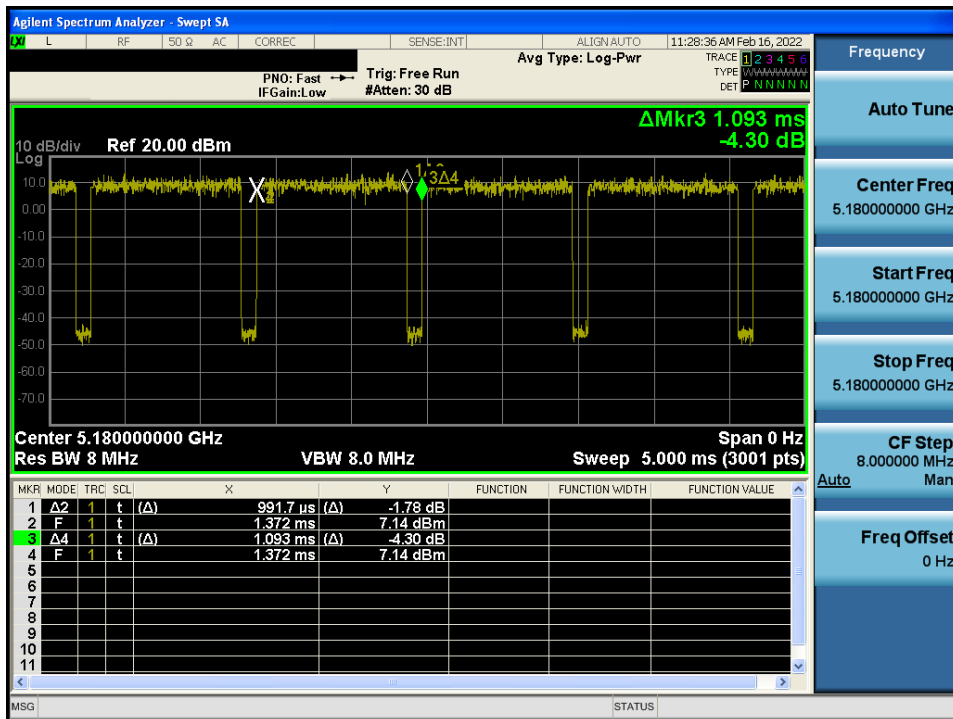 Agilent Spectrum Analyzer - Swept SA
LXI L RF 50 Ω AC CORREC SENSE:INT ALIGN AUTO 11:28:36 AM Feb 16, 2022
PNO: Fast Trig: Free Run Avg Type: Log-Pwr TRACE 1 2 3 4 5 6
IFGain:Low #Atten: 30 dB TYPE WWWWWW
DET P N N N N N
Frequency
ΔMkr3 1.093 ms
-4.30 dB
10 dB/div Ref 20.00 dBm
Log
10.0
0.00
-10.0
-20.0
-30.0
-40.0
-50.0
-60.0
-70.0
3Δ4
Center 5.180000000 GHz Span 0 Hz
Res BW 8 MHz VBW 8.0 MHz Sweep 5.000 ms (3001 pts)
MKR MODE TRC SCL X Y FUNCTION FUNCTION WIDTH FUNCTION VALUE
1 Δ2 1 t (Δ) 991.7 µs (Δ) -1.78 dB
2 F 1 t 1.372 ms 7.14 dBm
3 Δ4 1 t (Δ) 1.093 ms (Δ) -4.30 dB
4 F 1 t 1.372 ms 7.14 dBm
5
6
7
8
9
10
11
MSG STATUS
Auto Tune
Center Freq
5.180000000 GHz
Start Freq
5.180000000 GHz
Stop Freq
5.180000000 GHz
CF Step
8.000000 MHz
Auto Man
Freq Offset
0 Hz